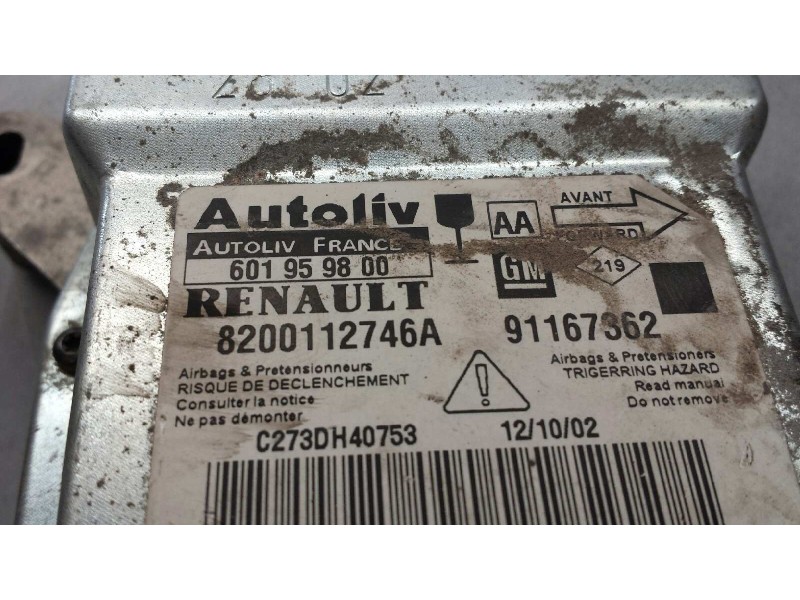 Autoliv
AUTOLIV FRANCE
601 95 98 00
RENAULT
8200112746A
AA
AVANT
FORWARD
GM
219
91167362
Airbags & Pretensionneurs
RISQUE DE DECLENCHEMENT
Consulter la notice
Ne pas démonter
Airbags & Pretensioners
TRIGERRING HAZARD
Read manual
Do not remove
C273DH40753
12/10/02